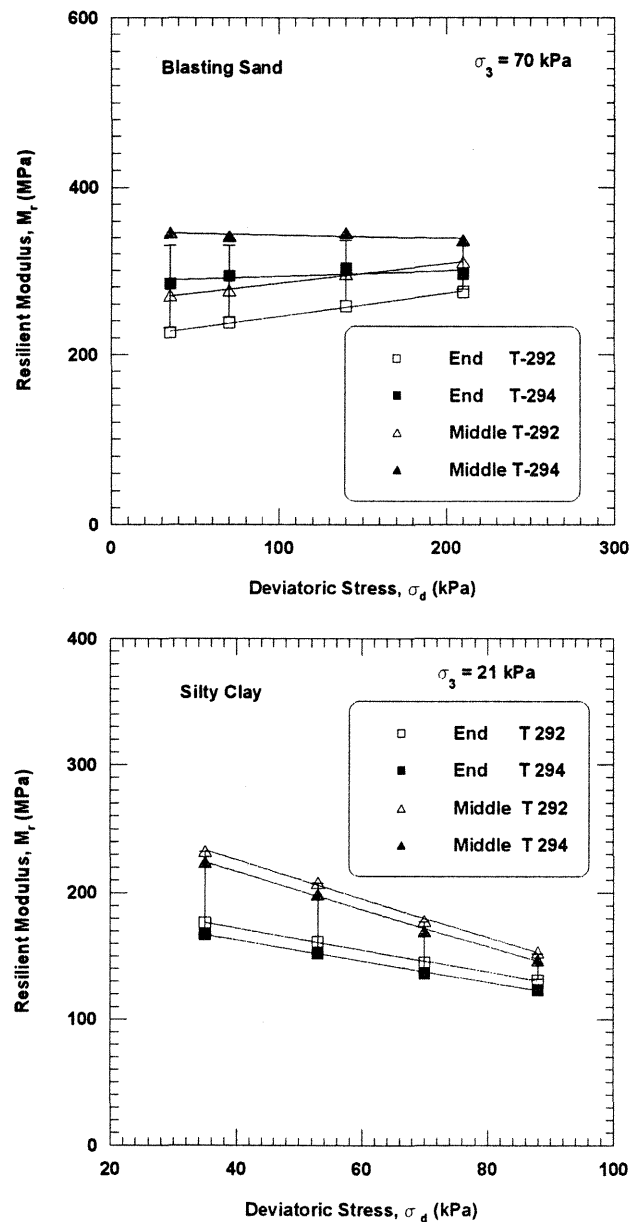 600
Blasting Sand
σ3 = 70 kPa
400
200
0
Resilient Modulus, Mr (MPa)
End T-292
End T-294
Middle T-292
Middle T-294
0 100 200 300
Deviatoric Stress, σd (kPa)
400
Silty Clay
σ3 = 21 kPa
End T 292
End T 294
Middle T 292
Middle T 294
300
200
100
0
Resilient Modulus, Mr (MPa)
20 40 60 80 100
Deviatoric Stress, σd (kPa)